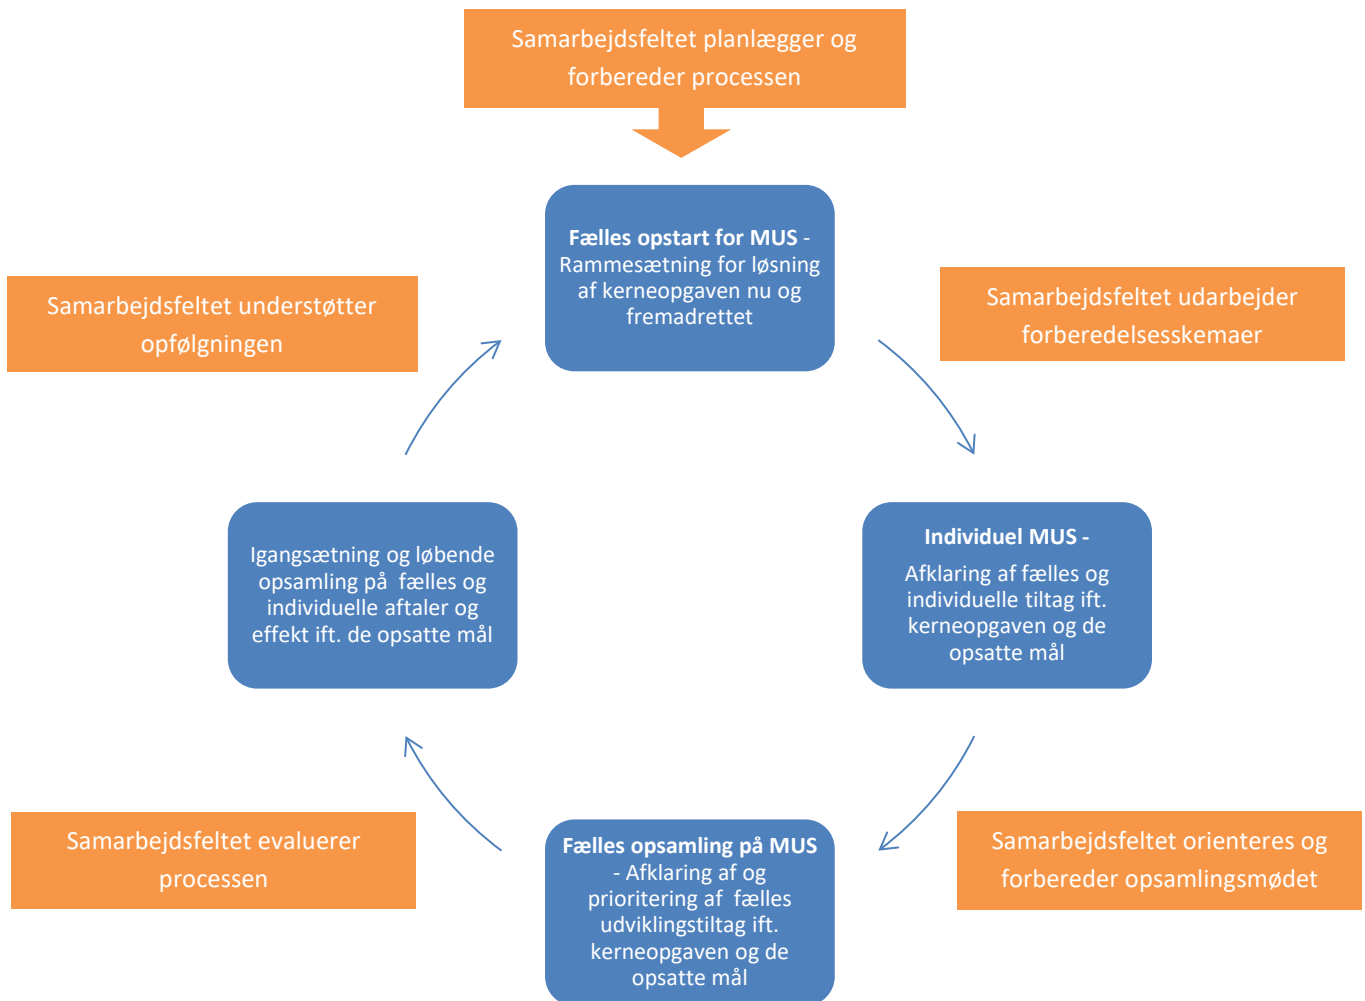 Samarbejdsfeltet planlægger og
forbereder processen
Fælles opstart for MUS -
Rammesætning for løsning
af kerneopgaven nu og
fremadrettet
Samarbejdsfeltet understøtter
opfølgningen
Samarbejdsfeltet udarbejder
forberedelsesskemaer
Igangsætning og løbende
opsamling på fælles og
individuelle aftaler og
effekt ift. de opsatte mål
Individuel MUS -
Afklaring af fælles og
individuelle tiltag ift.
kerneopgaven og de
opsatte mål
Samarbejdsfeltet evaluerer
processen
Fælles opsamling på MUS
- Afklaring af og
prioritering af fælles
udviklingstiltag ift.
kerneopgaven og de
opsatte mål
Samarbejdsfeltet orienteres og
forbereder opsamlingsmødet